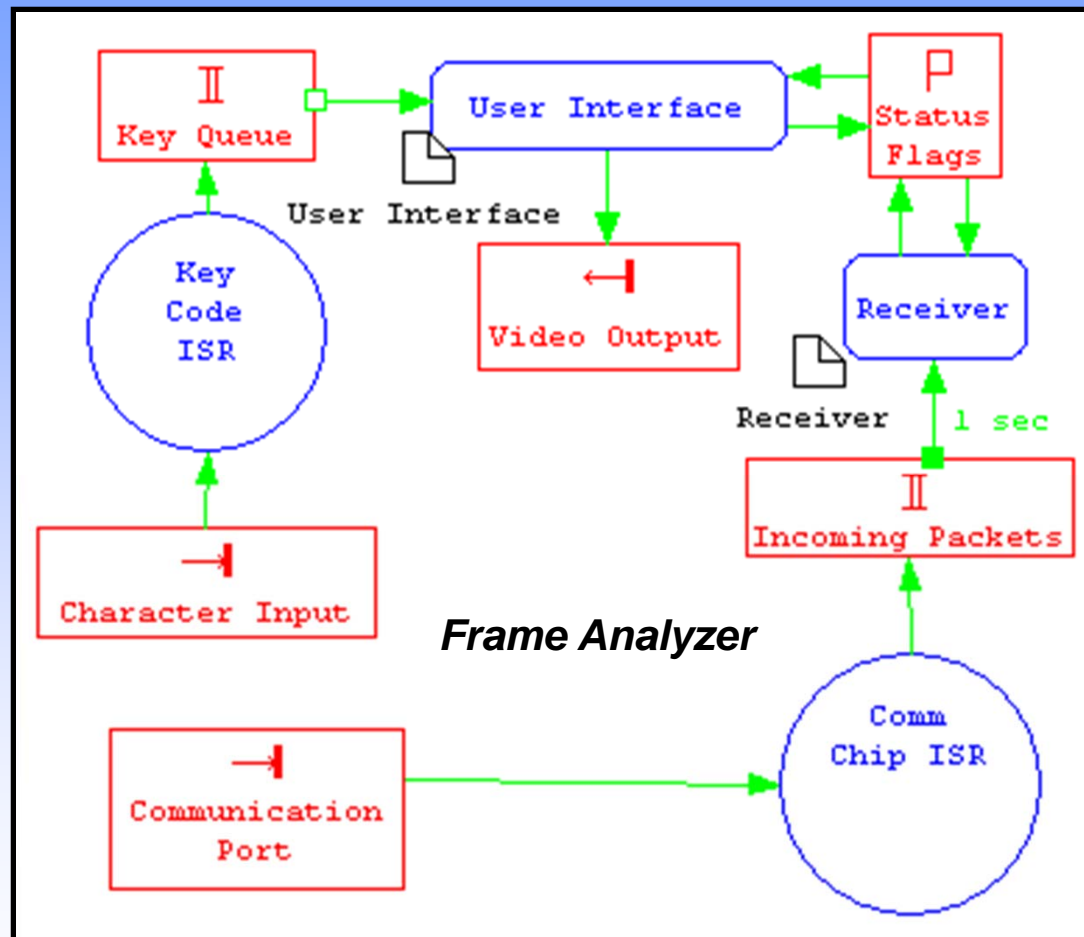 Key Queue
User Interface
Status
Flags
User Interface
Key
Code
ISR
Video Output
Receiver
Receiver
1 sec
Incoming Packets
Character Input
Frame Analyzer
Comm
Chip ISR
Communication
Port